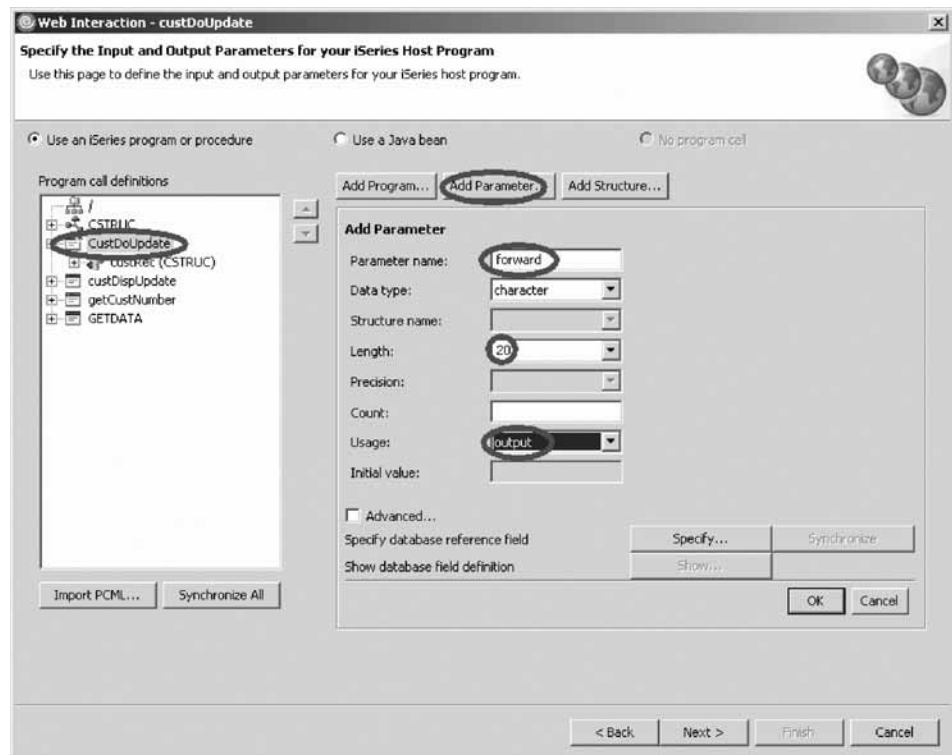 Web Interaction - custDoUpdate
Specify the Input and Output Parameters for your iSeries Host Program
Use this page to define the input and output parameters for your iSeries host program.
Use an iSeries program or procedure
Use a Java bean
No program call
Program call definitions
/
CSTRUC
CustDoUpdate
custRec (CSTRUC)
custDispUpdate
getCustNumber
GETDATA
Import PCML...
Synchronize All
Add Program...
Add Parameter...
Add Structure...
Add Parameter
Parameter name: forward
Data type: character
Structure name:
Length: 20
Precision:
Count:
Usage: output
Initial value:
Advanced...
Specify database reference field Specify... Synchronize
Show database field definition Show...
OK Cancel
< Back Next > Finish Cancel